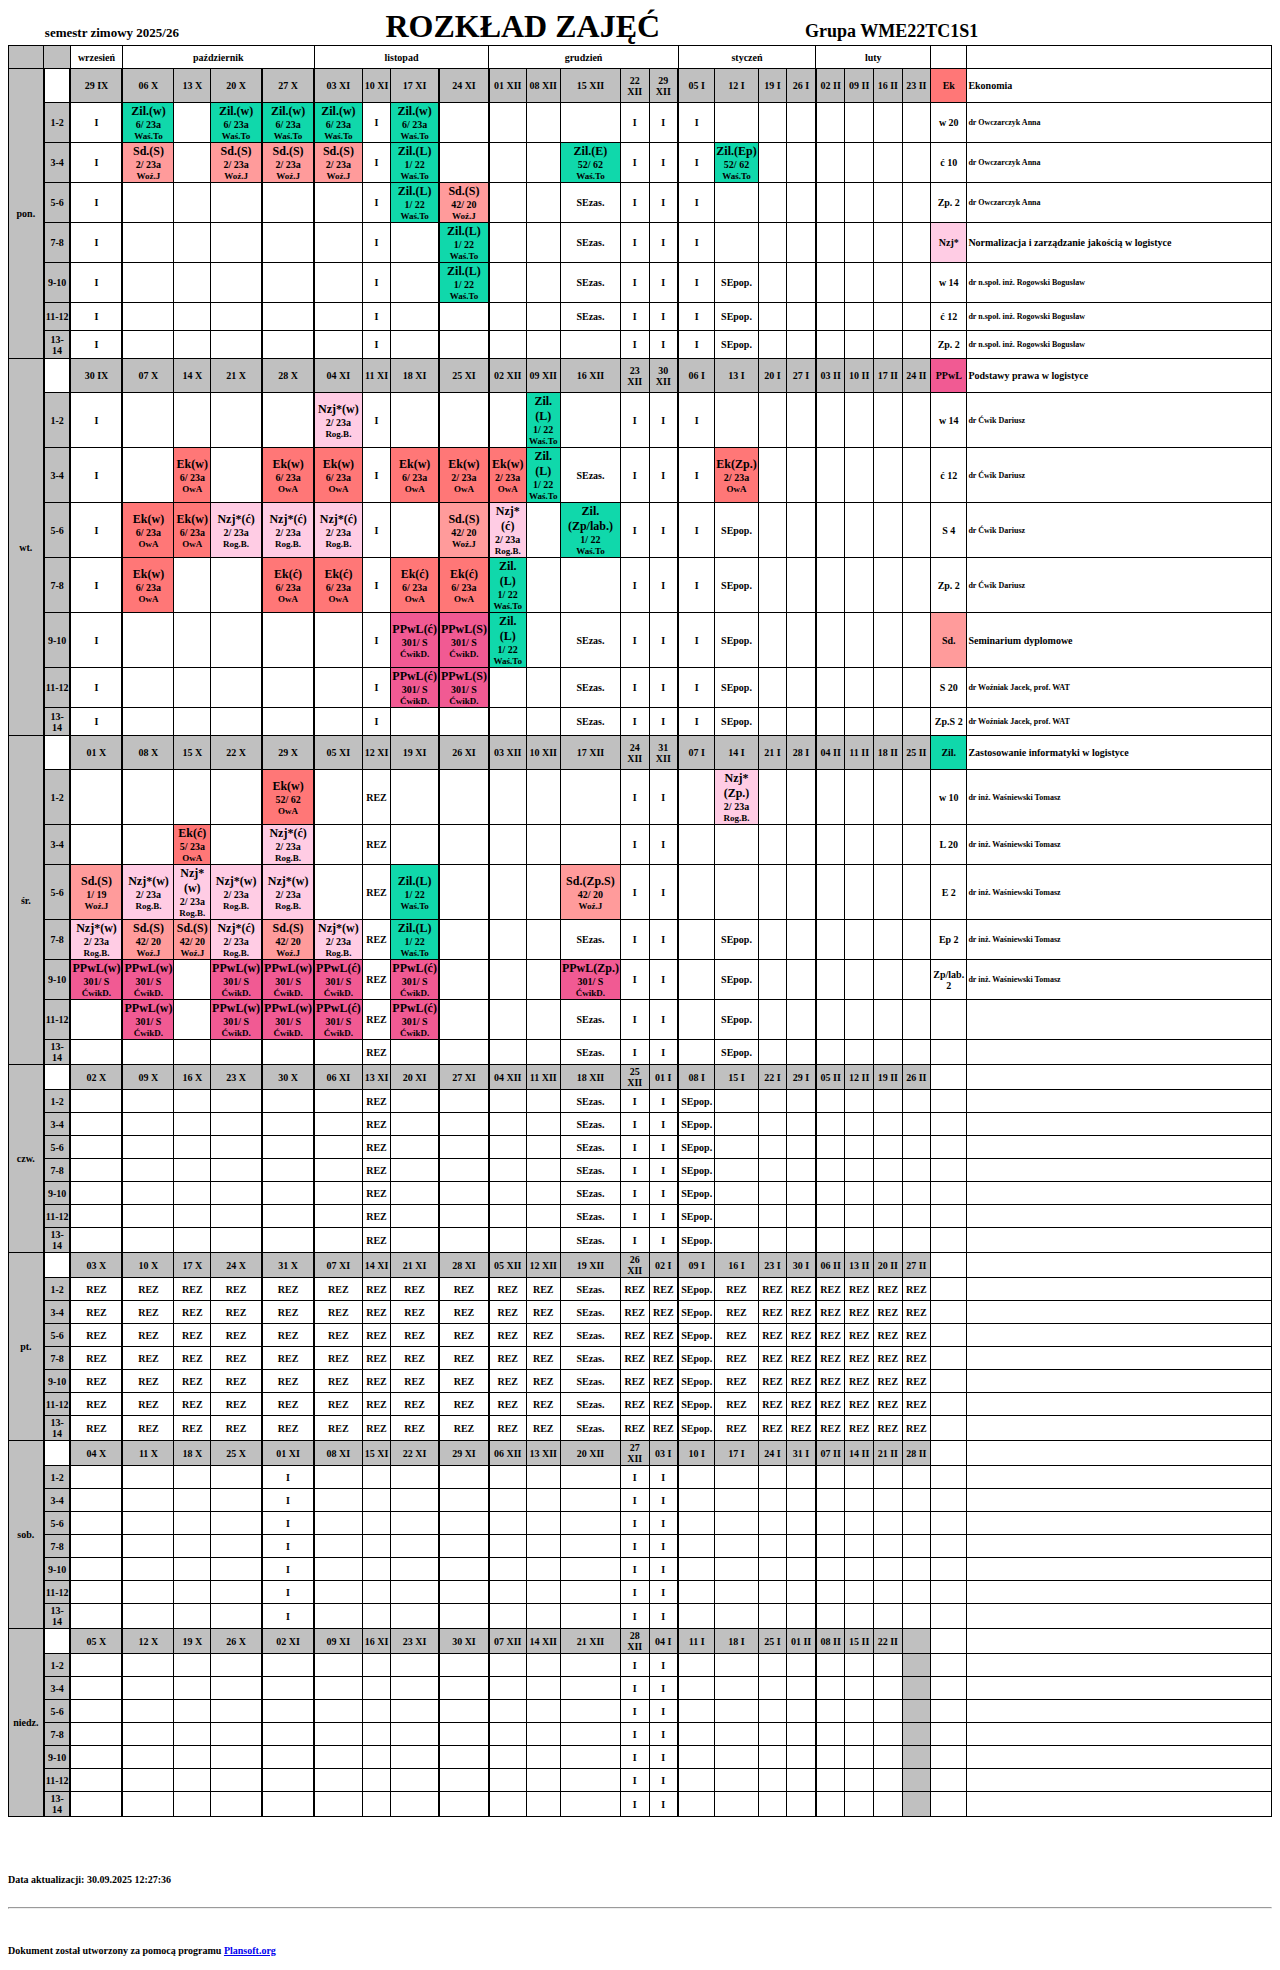 semestr zimowy 2025/26 ROZKŁAD ZAJĘĆ Grupa WME22TC1S1
wrzesień październik listopad grudzień styczeń luty
pon. 29 IX 06 X 13 X 20 X 27 X 03 XI 10 XI 17 XI 24 XI 01 XII 08 XII 15 XII 22 XII 29 XII 05 I 12 I 19 I 26 I 02 II 09 II 16 II 23 II Ek Ekonomia
1-2 I Zil.(w) 6/ 23a Waś.To Zil.(w) 6/ 23a Waś.To Zil.(w) 6/ 23a Waś.To Zil.(w) 6/ 23a Waś.To I Zil.(w) 6/ 23a Waś.To I I I w 20 dr Owczarczyk Anna
3-4 I Sd.(S) 2/ 23a Woź.J Sd.(S) 2/ 23a Woź.J Sd.(S) 2/ 23a Woź.J Sd.(S) 2/ 23a Woź.J I Zil.(L) 1/ 22 Waś.To Zil.(E) 52/ 62 Waś.To I I I Zil.(Ep) 52/ 62 Waś.To ć 10 dr Owczarczyk Anna
5-6 I I Zil.(L) 1/ 22 Waś.To Sd.(S) 42/ 20 Woź.J SEzas. I I I Zp. 2 dr Owczarczyk Anna
7-8 I I Zil.(L) 1/ 22 Waś.To SEzas. I I I Nzj* Normalizacja i zarządzanie jakością w logistyce
9-10 I I Zil.(L) 1/ 22 Waś.To SEzas. I I I SEpop. w 14 dr n.społ. inż. Rogowski Bogusław
11-12 I I SEzas. I I I SEpop. ć 12 dr n.społ. inż. Rogowski Bogusław
13-14 I I I I I SEpop. Zp. 2 dr n.społ. inż. Rogowski Bogusław
wt. 30 IX 07 X 14 X 21 X 28 X 04 XI 11 XI 18 XI 25 XI 02 XII 09 XII 16 XII 23 XII 30 XII 06 I 13 I 20 I 27 I 03 II 10 II 17 II 24 II PPwL Podstawy prawa w logistyce
1-2 I Nzj*(w) 2/ 23a Rog.B. I Zil.(L) 1/ 22 Waś.To I I I w 14 dr Ćwik Dariusz
3-4 I Ek(w) 6/ 23a OwA Ek(w) 6/ 23a OwA Ek(w) 6/ 23a OwA I Ek(w) 6/ 23a OwA Ek(w) 2/ 23a OwA Ek(w) 2/ 23a OwA Zil.(L) 1/ 22 Waś.To SEzas. I I I Ek(Zp.) 2/ 23a OwA ć 12 dr Ćwik Dariusz
5-6 I Ek(w) 6/ 23a OwA Ek(w) 6/ 23a OwA Nzj*(ć) 2/ 23a Rog.B. Nzj*(ć) 2/ 23a Rog.B. Nzj*(ć) 2/ 23a Rog.B. I Sd.(S) 42/ 20 Woź.J Nzj*(ć) 2/ 23a Rog.B. Zil.(Zp/lab.) 1/ 22 Waś.To I I I SEpop. S 4 dr Ćwik Dariusz
7-8 I Ek(w) 6/ 23a OwA Ek(ć) 6/ 23a OwA Ek(ć) 6/ 23a OwA I Ek(ć) 6/ 23a OwA Ek(ć) 6/ 23a OwA Zil.(L) 1/ 22 Waś.To I I I SEpop. Zp. 2 dr Ćwik Dariusz
9-10 I I PPwL(ć) 301/ S ĆwikD. PPwL(S) 301/ S ĆwikD. Zil.(L) 1/ 22 Waś.To SEzas. I I I SEpop. Sd. Seminarium dyplomowe
11-12 I I PPwL(ć) 301/ S ĆwikD. PPwL(S) 301/ S ĆwikD. SEzas. I I I SEpop. S 20 dr Woźniak Jacek, prof. WAT
13-14 I I SEzas. I I I SEpop. Zp.S 2 dr Woźniak Jacek, prof. WAT
śr. 01 X 08 X 15 X 22 X 29 X 05 XI 12 XI 19 XI 26 XI 03 XII 10 XII 17 XII 24 XII 31 XII 07 I 14 I 21 I 28 I 04 II 11 II 18 II 25 II Zil. Zastosowanie informatyki w logistyce
1-2 Ek(w) 52/ 62 OwA REZ I I Nzj*(Zp.) 2/ 23a Rog.B. w 10 dr inż. Waśniewski Tomasz
3-4 Ek(ć) 5/ 23a OwA Nzj*(ć) 2/ 23a Rog.B. REZ I I L 20 dr inż. Waśniewski Tomasz
5-6 Sd.(S) 1/ 19 Woź.J Nzj*(w) 2/ 23a Rog.B. Nzj*(w) 2/ 23a Rog.B. Nzj*(w) 2/ 23a Rog.B. Nzj*(w) 2/ 23a Rog.B. REZ Zil.(L) 1/ 22 Waś.To Sd.(Zp.S) 42/ 20 Woź.J I I E 2 dr inż. Waśniewski Tomasz
7-8 Nzj*(w) 2/ 23a Rog.B. Sd.(S) 42/ 20 Woź.J Sd.(S) 42/ 20 Woź.J Nzj*(ć) 2/ 23a Rog.B. Sd.(S) 42/ 20 Woź.J Nzj*(w) 2/ 23a Rog.B. REZ Zil.(L) 1/ 22 Waś.To SEzas. I I SEpop. Ep 2 dr inż. Waśniewski Tomasz
9-10 PPwL(w) 301/ S ĆwikD. PPwL(w) 301/ S ĆwikD. PPwL(w) 301/ S ĆwikD. PPwL(w) 301/ S ĆwikD. PPwL(ć) 301/ S ĆwikD. REZ PPwL(ć) 301/ S ĆwikD. PPwL(Zp.) 301/ S ĆwikD. I I SEpop. Zp/lab. 2 dr inż. Waśniewski Tomasz
11-12 PPwL(w) 301/ S ĆwikD. PPwL(w) 301/ S ĆwikD. PPwL(w) 301/ S ĆwikD. PPwL(ć) 301/ S ĆwikD. REZ PPwL(ć) 301/ S ĆwikD. SEzas. I I SEpop.
13-14 REZ SEzas. I I SEpop.
czw. 02 X 09 X 16 X 23 X 30 X 06 XI 13 XI 20 XI 27 XI 04 XII 11 XII 18 XII 25 XII 01 I 08 I 15 I 22 I 29 I 05 II 12 II 19 II 26 II
1-2 REZ SEzas. I I SEpop.
3-4 REZ SEzas. I I SEpop.
5-6 REZ SEzas. I I SEpop.
7-8 REZ SEzas. I I SEpop.
9-10 REZ SEzas. I I SEpop.
11-12 REZ SEzas. I I SEpop.
13-14 REZ SEzas. I I SEpop.
pt. 03 X 10 X 17 X 24 X 31 X 07 XI 14 XI 21 XI 28 XI 05 XII 12 XII 19 XII 26 XII 02 I 09 I 16 I 23 I 30 I 06 II 13 II 20 II 27 II
1-2 REZ REZ REZ REZ REZ REZ REZ REZ REZ REZ REZ SEzas. REZ REZ SEpop. REZ REZ REZ REZ REZ REZ REZ
3-4 REZ REZ REZ REZ REZ REZ REZ REZ REZ REZ REZ SEzas. REZ REZ SEpop. REZ REZ REZ REZ REZ REZ REZ
5-6 REZ REZ REZ REZ REZ REZ REZ REZ REZ REZ REZ SEzas. REZ REZ SEpop. REZ REZ REZ REZ REZ REZ REZ
7-8 REZ REZ REZ REZ REZ REZ REZ REZ REZ REZ REZ SEzas. REZ REZ SEpop. REZ REZ REZ REZ REZ REZ REZ
9-10 REZ REZ REZ REZ REZ REZ REZ REZ REZ REZ REZ SEzas. REZ REZ SEpop. REZ REZ REZ REZ REZ REZ REZ
11-12 REZ REZ REZ REZ REZ REZ REZ REZ REZ REZ REZ SEzas. REZ REZ SEpop. REZ REZ REZ REZ REZ REZ REZ
13-14 REZ REZ REZ REZ REZ REZ REZ REZ REZ REZ REZ SEzas. REZ REZ SEpop. REZ REZ REZ REZ REZ REZ REZ
sob. 04 X 11 X 18 X 25 X 01 XI 08 XI 15 XI 22 XI 29 XI 06 XII 13 XII 20 XII 27 XII 03 I 10 I 17 I 24 I 31 I 07 II 14 II 21 II 28 II
1-2 I I I
3-4 I I I
5-6 I I I
7-8 I I I
9-10 I I I
11-12 I I I
13-14 I I I
niedz. 05 X 12 X 19 X 26 X 02 XI 09 XI 16 XI 23 XI 30 XI 07 XII 14 XII 21 XII 28 XII 04 I 11 I 18 I 25 I 01 II 08 II 15 II 22 II
1-2 I I
3-4 I I
5-6 I I
7-8 I I
9-10 I I
11-12 I I
13-14 I I
Data aktualizacji: 30.09.2025 12:27:36
Dokument został utworzony za pomocą programu Plansoft.org